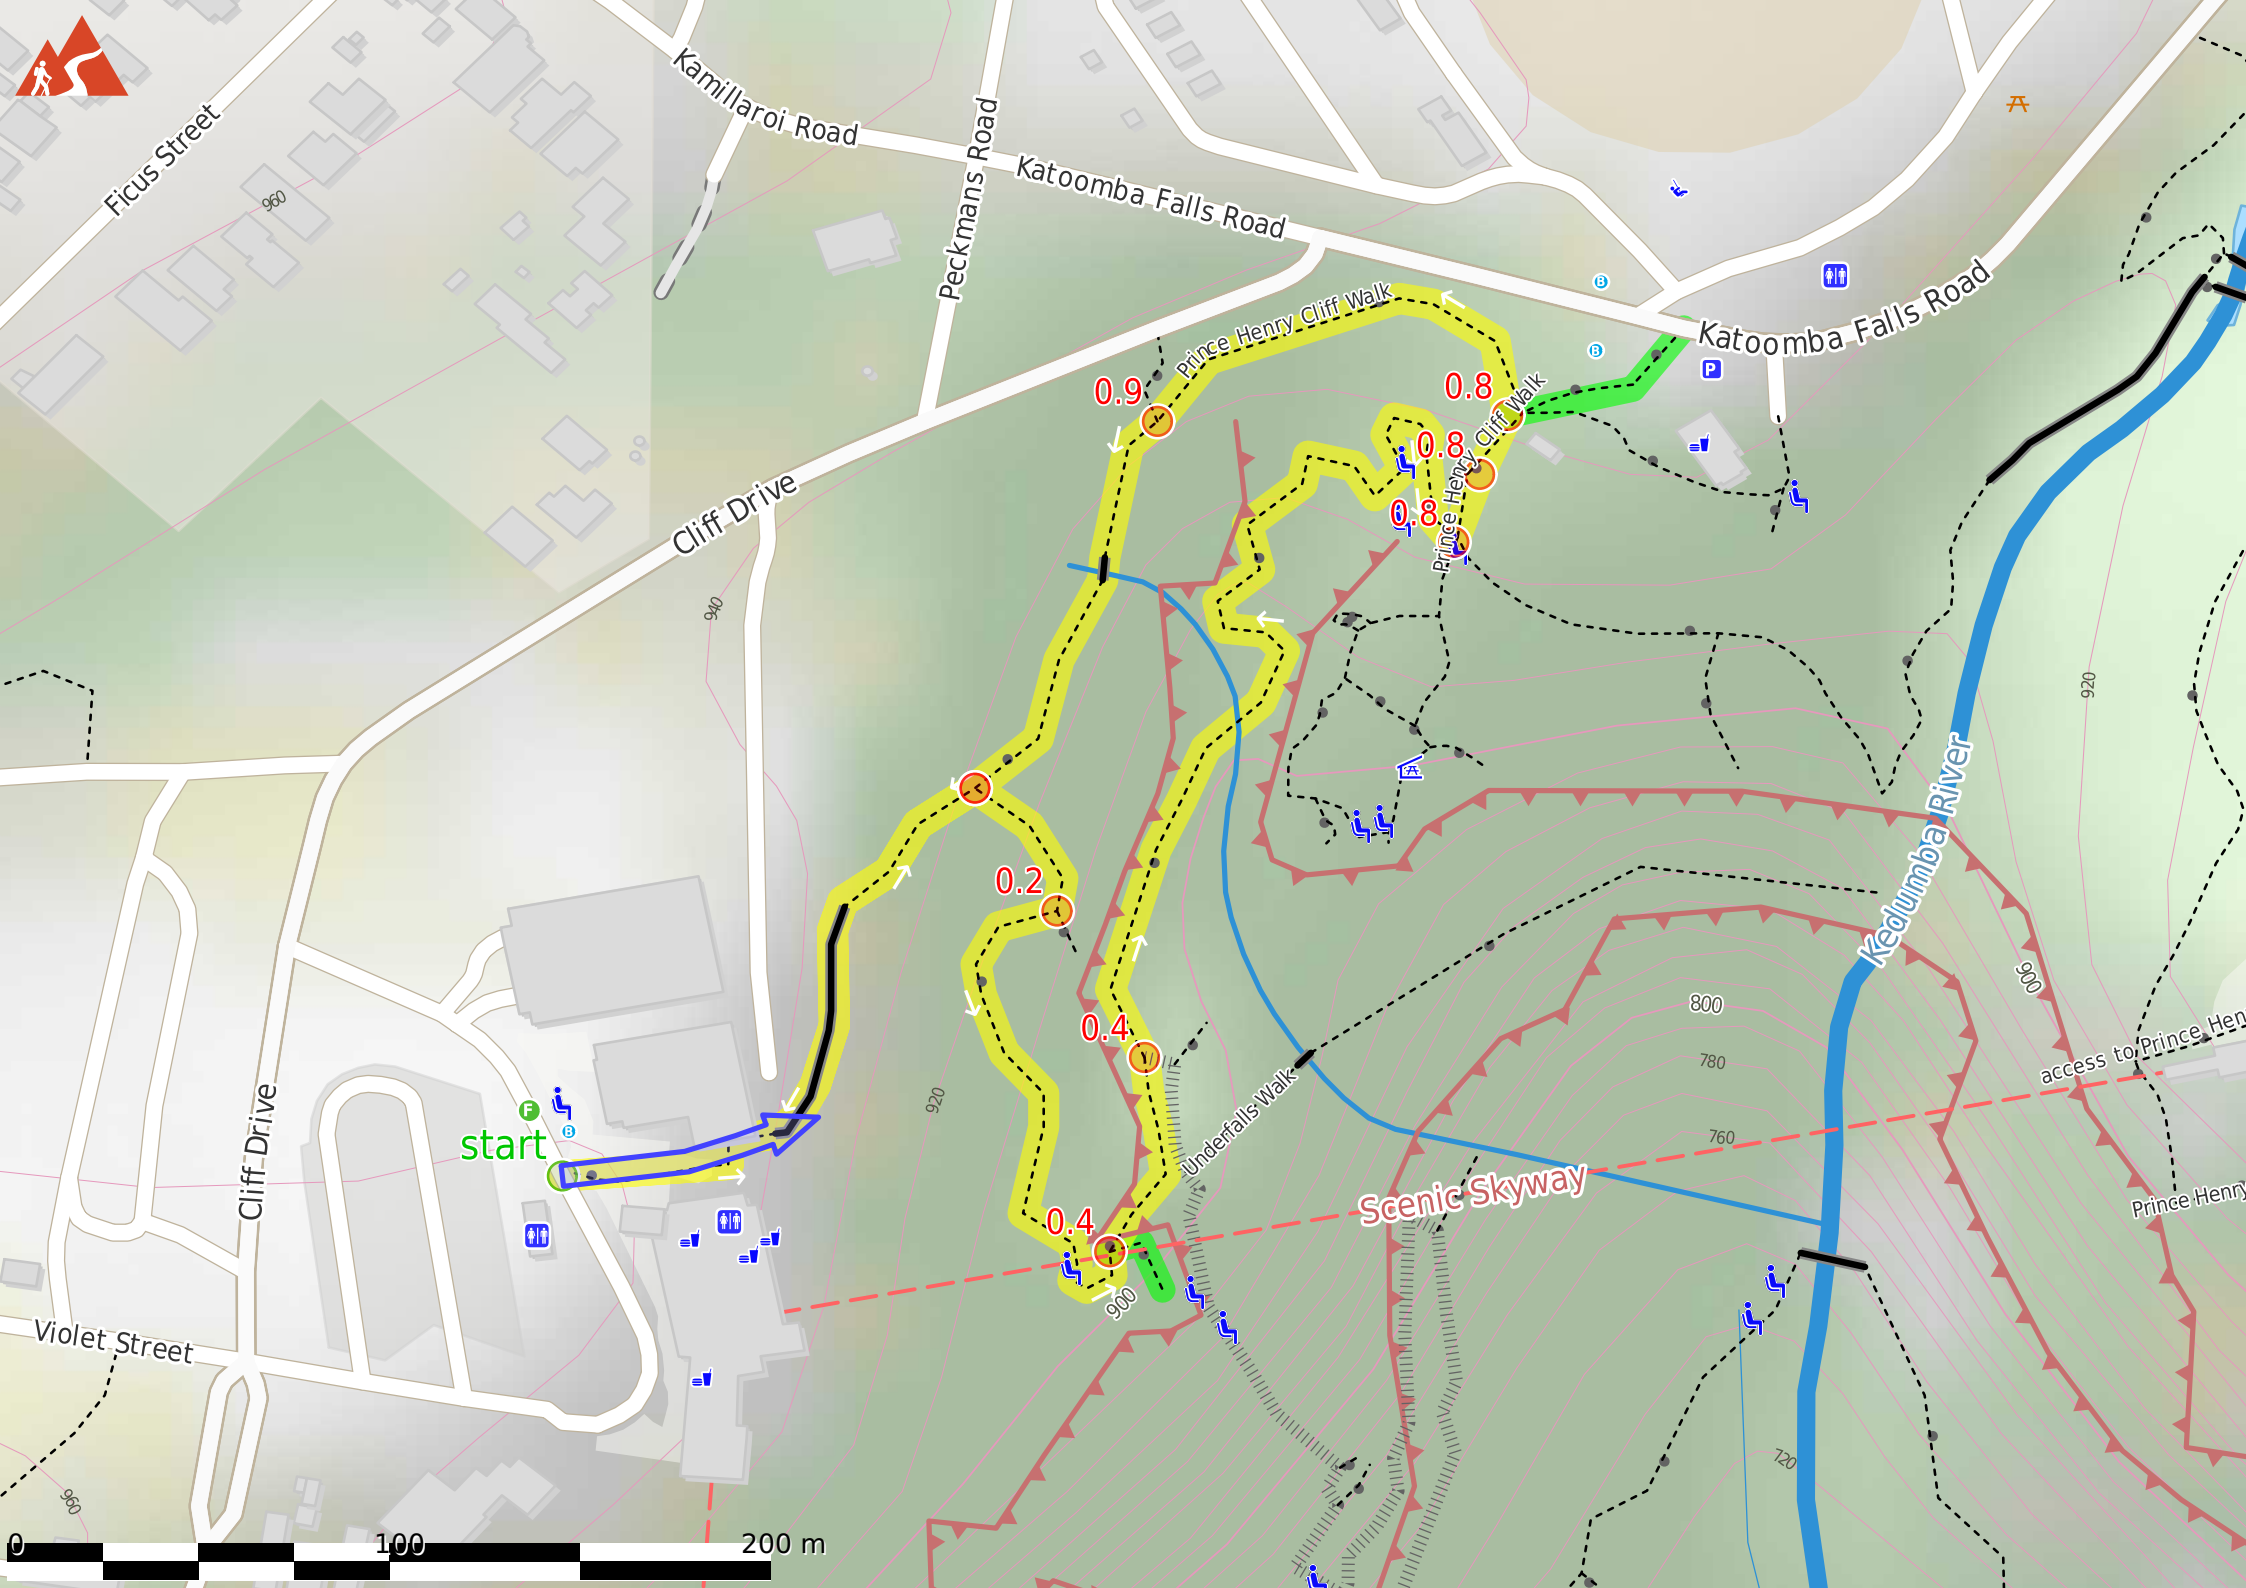 Kamillaroi Road
Ficus Street
Peckmans Road
Katoomba Falls Road
960
B
Katoomba Falls Road
Prince Henry Cliff Walk
B
P
0.9
0.8
Prince Henry Cliff Walk
0.8
0.8
Cliff Drive
940
920
Kedumba River
0.2
900
800
0.4
780
access to Prince Hen
920
F
B
start
Underfalls Walk
760
Cliff Drive
Scenic Skyway
Prince Henry
0.4
900
Violet Street
720
960
0 100 200 m